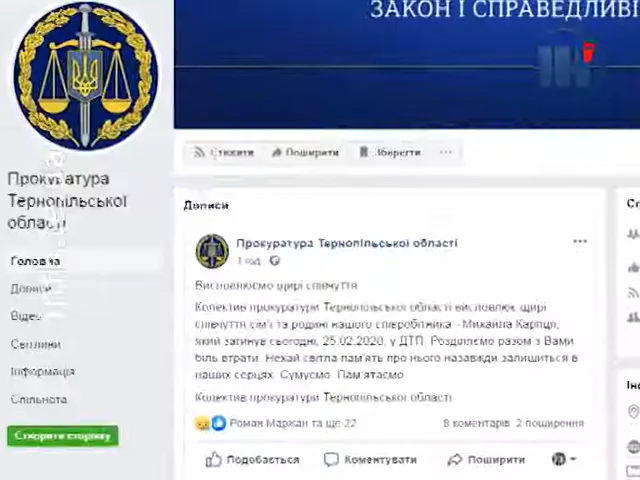 ЗАКОН І СПРАВЕДЛИВІ
Прокуратура
Тернопільської
області
Стежити
Поширити
Зберегти
Головна
Дописи
Відео
Світлини
Інформація
Спільнота
Створити сторінку
Дописи
Прокуратура Тернопільської області
1 год
Висловлюємо щирі співчуття
Колектив прокуратури Тернопільської області висловлює щирі
співчуття сім'ї та родині нашого співробітника - Михайла
який загинув сьогодні, 25.02.2020, у ДТП. Розділяємо разом з Вами
біль втрати. Нехай світла пам'ять про нього назавжди залишиться в
наших серцях. Сумуємо. Пам'ятаємо
Колектив прокуратури Тернопільської області
Роман Маджан та ще 22
8 коментарів 2 поширення
Подобається
Коментувати
Поширити
Сп
Інс